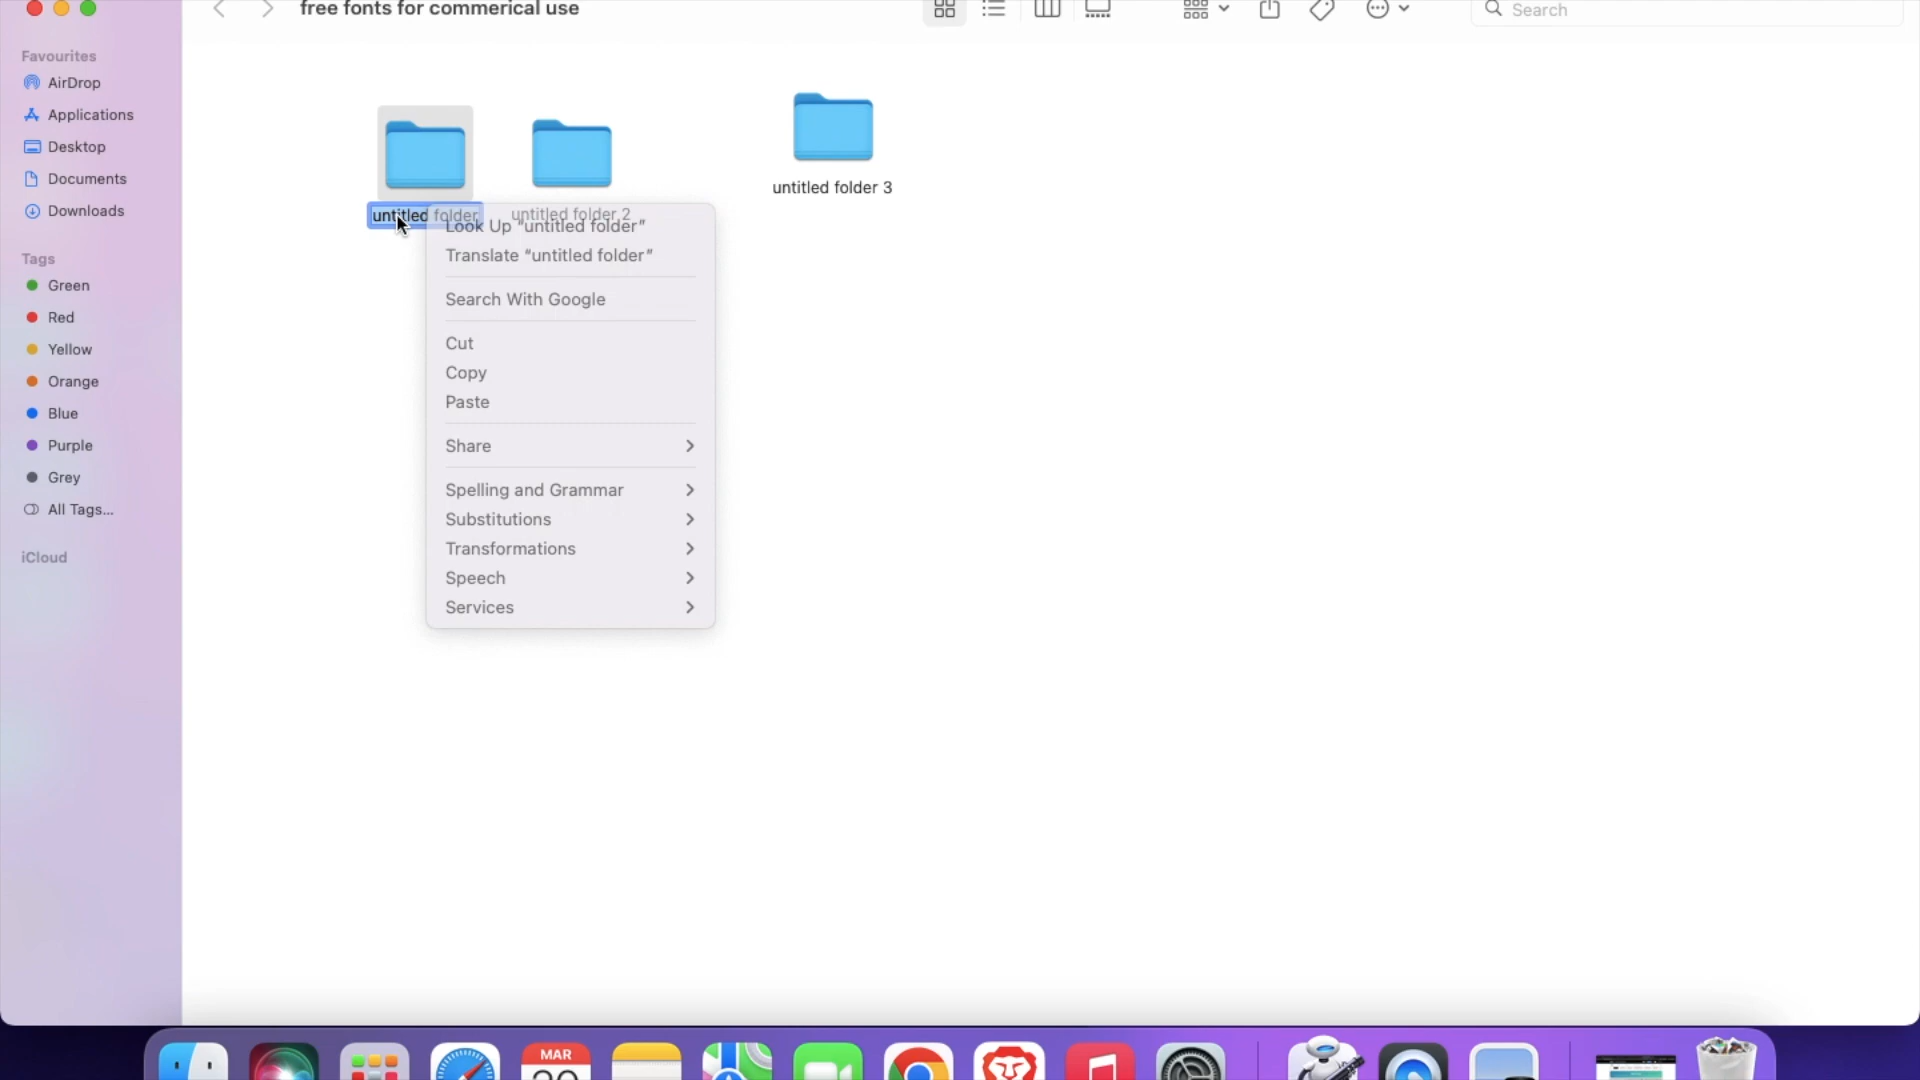 free fonts for commerical use
Search
Favourites
AirDrop
Applications
Desktop
Documents
Downloads
Tags
Green
Red
Yellow
Orange
Blue
Purple
Grey
All Tags...
iCloud
untitled folder
untitled folder 2
untitled folder 3
Look Up “untitled folder”
Translate “untitled folder”
Search With Google
Cut
Copy
Paste
Share
Spelling and Grammar
Substitutions
Transformations
Speech
Services
MAR